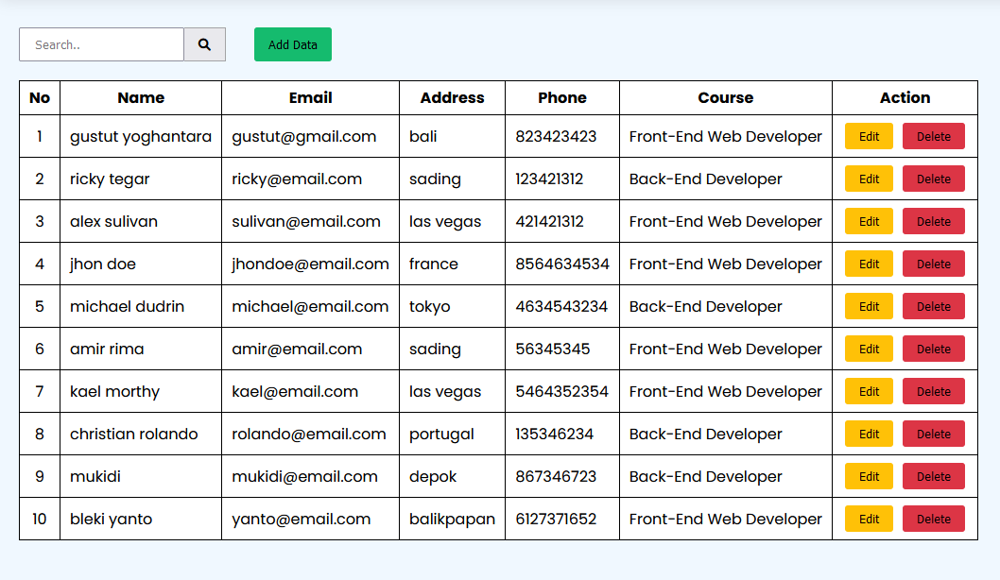 Search.. Add Data
No Name Email Address Phone Course Action
1 gustut yoghantara gustut@gmail.com bali 823423423 Front-End Web Developer Edit Delete
2 ricky tegar ricky@email.com sading 123421312 Back-End Developer Edit Delete
3 alex sulivan sulivan@email.com las vegas 421421312 Front-End Web Developer Edit Delete
4 jhon doe jhondoe@email.com france 8564634534 Front-End Web Developer Edit Delete
5 michael dudrin michael@email.com tokyo 4634543234 Back-End Developer Edit Delete
6 amir rima amir@email.com sading 56345345 Front-End Web Developer Edit Delete
7 kael morthy kael@email.com las vegas 5464352354 Front-End Web Developer Edit Delete
8 christian rolando rolando@email.com portugal 135346234 Back-End Developer Edit Delete
9 mukidi mukidi@email.com depok 867346723 Back-End Developer Edit Delete
10 bleki yanto yanto@email.com balikpapan 6127371652 Front-End Web Developer Edit Delete